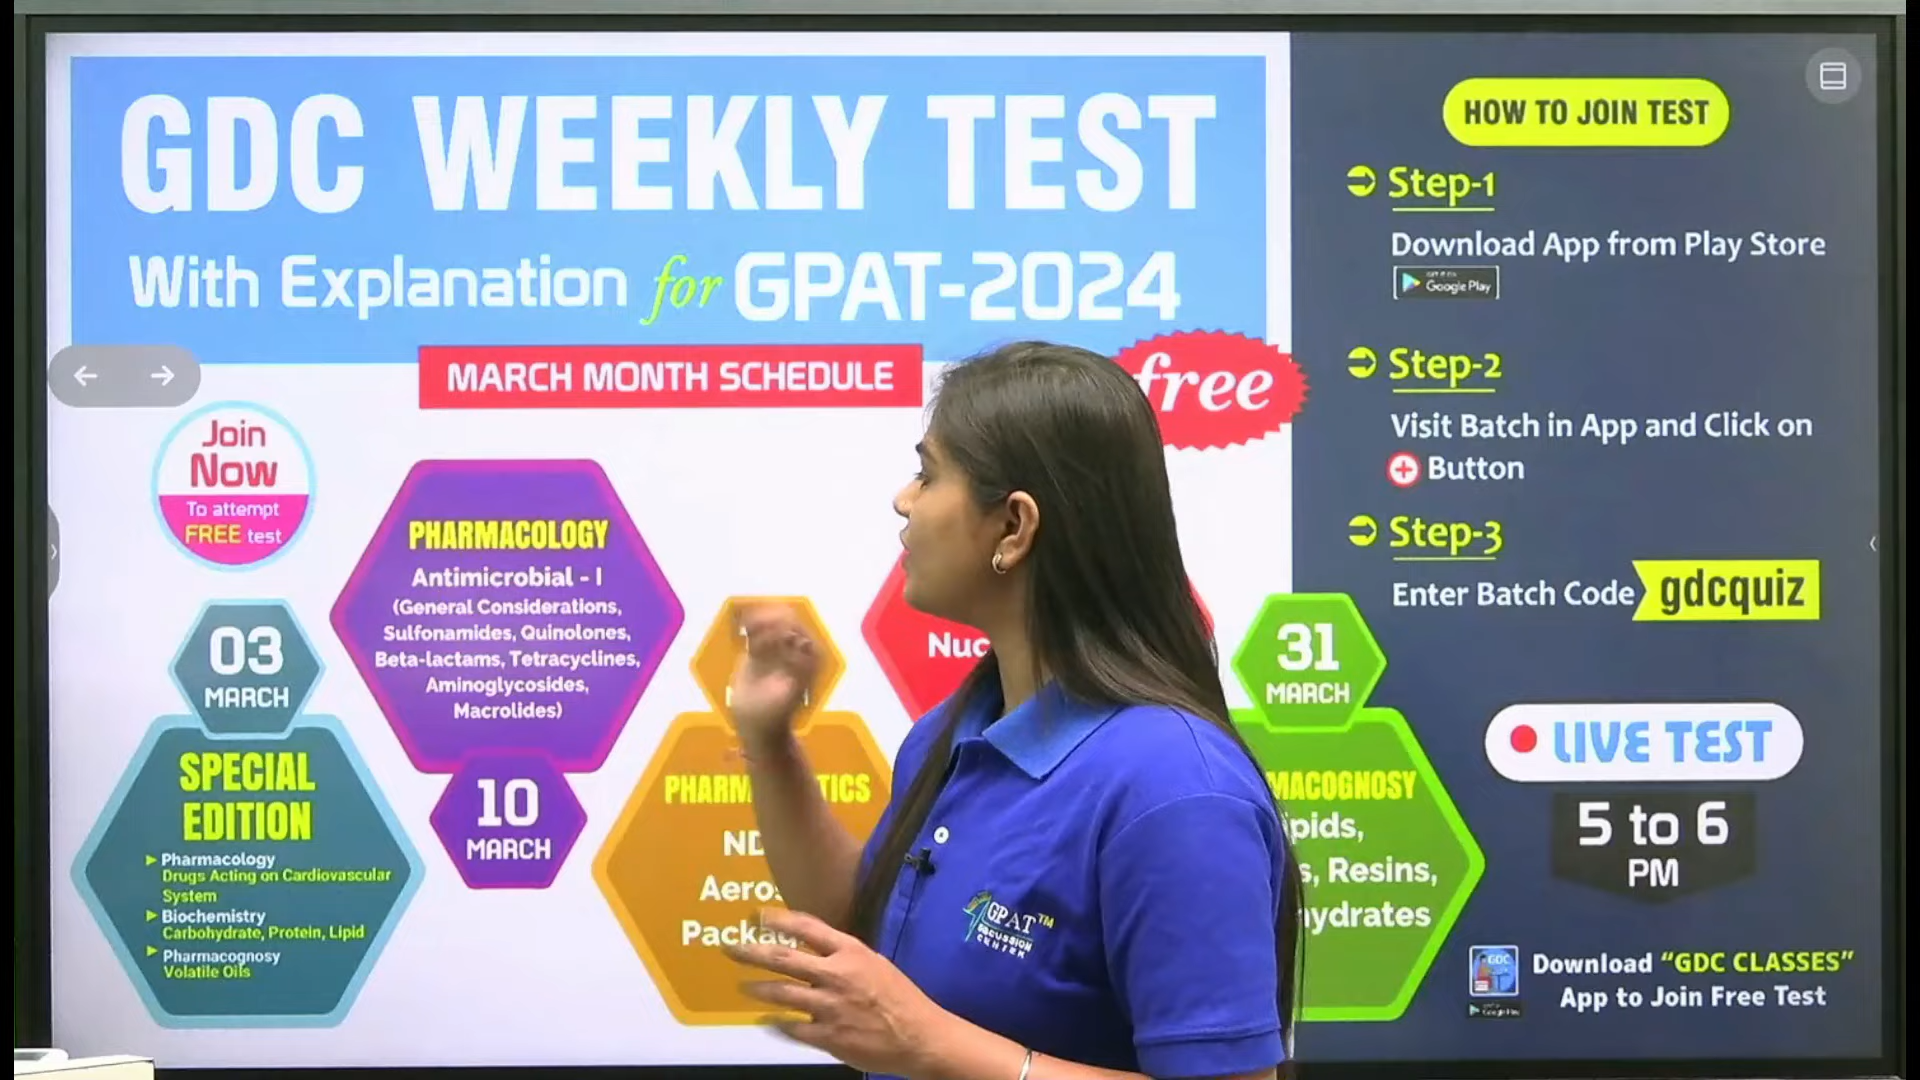 GDC WEEKLY TEST
With Explanation for GPAT-2024
MARCH MONTH SCHEDULE
free
Join
Now
To attempt
FREE test
03
MARCH
SPECIAL
EDITION
Pharmacology
Drugs Acting on Cardiovascular
System
Biochemistry
Carbohydrate, Protein, Lipid
Pharmacognosy
Volatile Oils
PHARMACOLOGY
Antimicrobial - I
(General Considerations,
Sulfonamides, Quinolones,
Beta-lactams, Tetracyclines,
Aminoglycosides,
Macrolides)
10
MARCH
31
MARCH
Resins,
HOW TO JOIN TEST
Step-1
Download App from Play Store
Google Play
Step-2
Visit Batch in App and Click on
Button
Step-3
Enter Batch Code gdcquiz
LIVE TEST
5 to 6
PM
GDC
Download “GDC CLASSES”
App to Join Free Test
GPAT™
DISCUSSION
CENTER